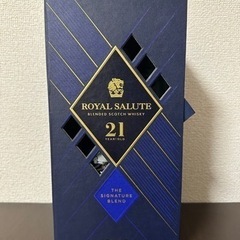 ROYAL SALUTE
BLENDED SCOTCH WHISKY
21
YEARS OLD
THE
SIGNATURE
BLEND